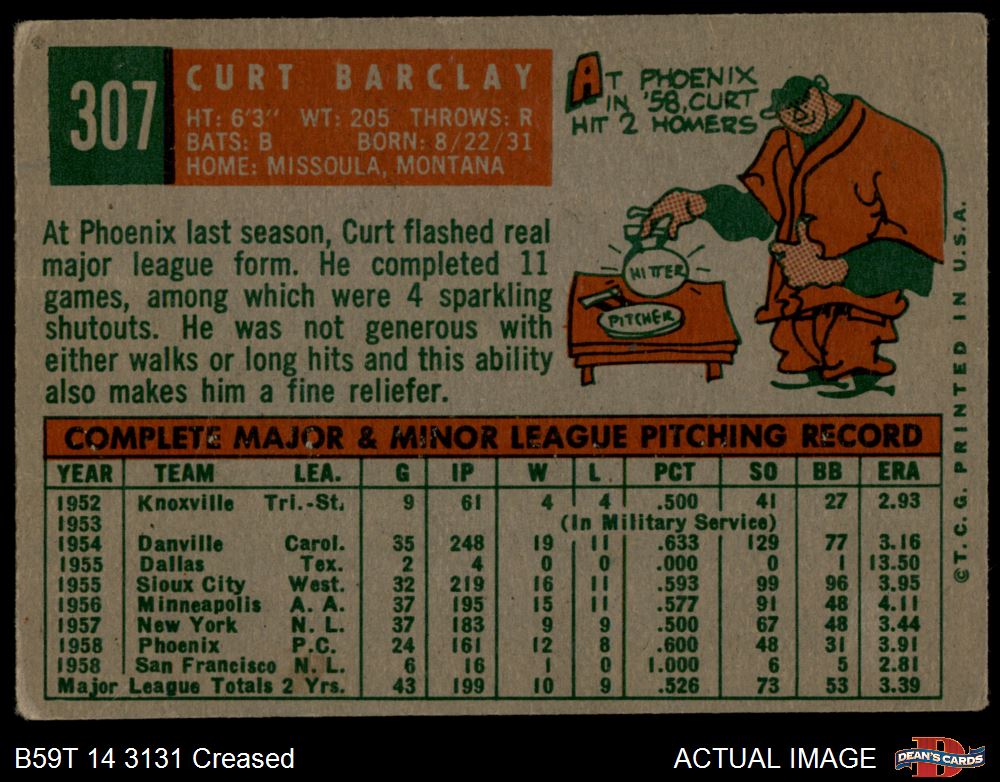 307
CURT BARCLAY
HT: 6'3" WT: 205 THROWS: R
BATS: B BORN: 8/22/31
HOME: MISSOULA, MONTANA
AT PHOENIX
IN '58, CURT
HIT 2 HOMERS
HITTER
PITCHER
At Phoenix last season, Curt flashed real
major league form. He completed 11
games, among which were 4 sparkling
shutouts. He was not generous with
either walks or long hits and this ability
also makes him a fine reliefer.
COMPLETE MAJOR & MINOR LEAGUE PITCHING RECORD
YEAR TEAM LEA. G IP W L PCT SO BB ERA
1952 Knoxville Tri.-St. 9 61 4 4 .500 41 27 2.93
1953 (In Military Service)
1954 Danville Carol. 35 248 19 11 .633 129 77 3.16
1955 Dallas Tex. 2 4 0 0 .000 0 1 13.50
1955 Sioux City West. 32 219 16 11 .593 99 96 3.95
1956 Minneapolis A. A. 37 195 15 11 .577 91 48 4.11
1957 New York N. L. 37 183 9 9 .500 67 48 3.44
1958 Phoenix P.C. 24 161 12 8 .600 48 31 3.91
1958 San Francisco N. L. 6 16 1 0 1.000 6 5 2.81
Major League Totals 2 Yrs. 43 199 10 9 .526 73 53 3.39
©T. C. G. PRINTED IN U.S.A.
B59T 14 3131 Creased
ACTUAL IMAGE
D
DEAN'S CARDS